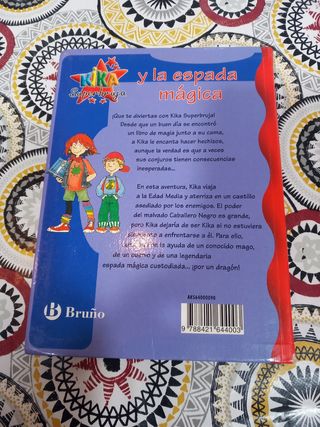 KIKA
Superbruja
y la espada
mágica
¡Que te diviertas con Kika Superbruja!
Desde que un buen día se encontró
un libro de magia junto a su cama,
a Kika le encanta hacer hechizos,
aunque la verdad es que a veces
sus conjuros tienen consecuencias
inesperadas...
En esta aventura, Kika viaja
a la Edad Media y aterriza en un castillo
asediado por los enemigos. El poder
del malvado Caballero Negro es grande,
pero Kika dejaría de ser Kika si no estuviera
dispuesta a enfrentarse a él. Para ello,
con la ayuda de un conocido mago,
de un cuervo y de una legendaria
espada mágica custodiada... ¡por un dragón!
Bruño
9 788421 644003